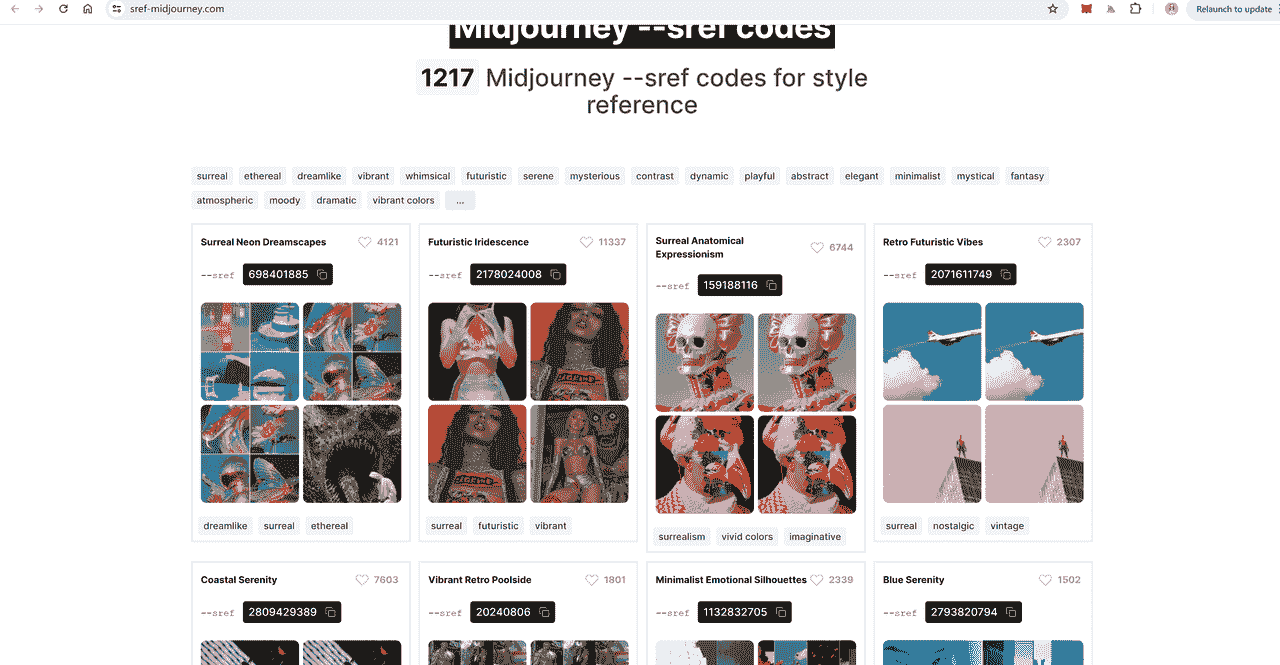 sref-midjourney.com
Relaunch to update
Midjourney --sref codes
1217 Midjourney --sref codes for style
reference
surreal ethereal dreamlike vibrant whimsical futuristic serene mysterious contrast dynamic playful abstract elegant minimalist mystical fantasy
atmospheric moody dramatic vibrant colors ...
Surreal Neon Dreamscapes 4121
--sref 698401885
dreamlike surreal ethereal
Futuristic Iridescence 11337
--sref 2178024008
surreal futuristic vibrant
Surreal Anatomical
Expressionism 6744
--sref 159188116
surrealism vivid colors imaginative
Retro Futuristic Vibes 2307
--sref 2071611749
surreal nostalgic vintage
Coastal Serenity 7603
--sref 2809429389
Vibrant Retro Poolside 1801
--sref 20240806
Minimalist Emotional Silhouettes 2339
--sref 1132832705
Blue Serenity 1502
--sref 2793820794